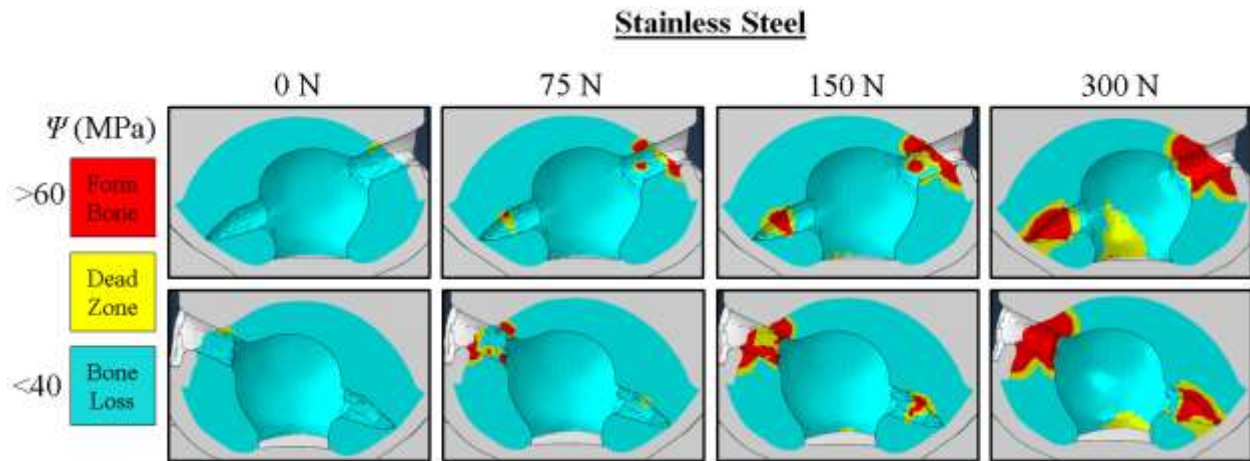 Stainless Steel
0 N 75 N 150 N 300 N
Ψ (MPa)
>60
Form
Bone
Dead
Zone
<40
Bone
Loss